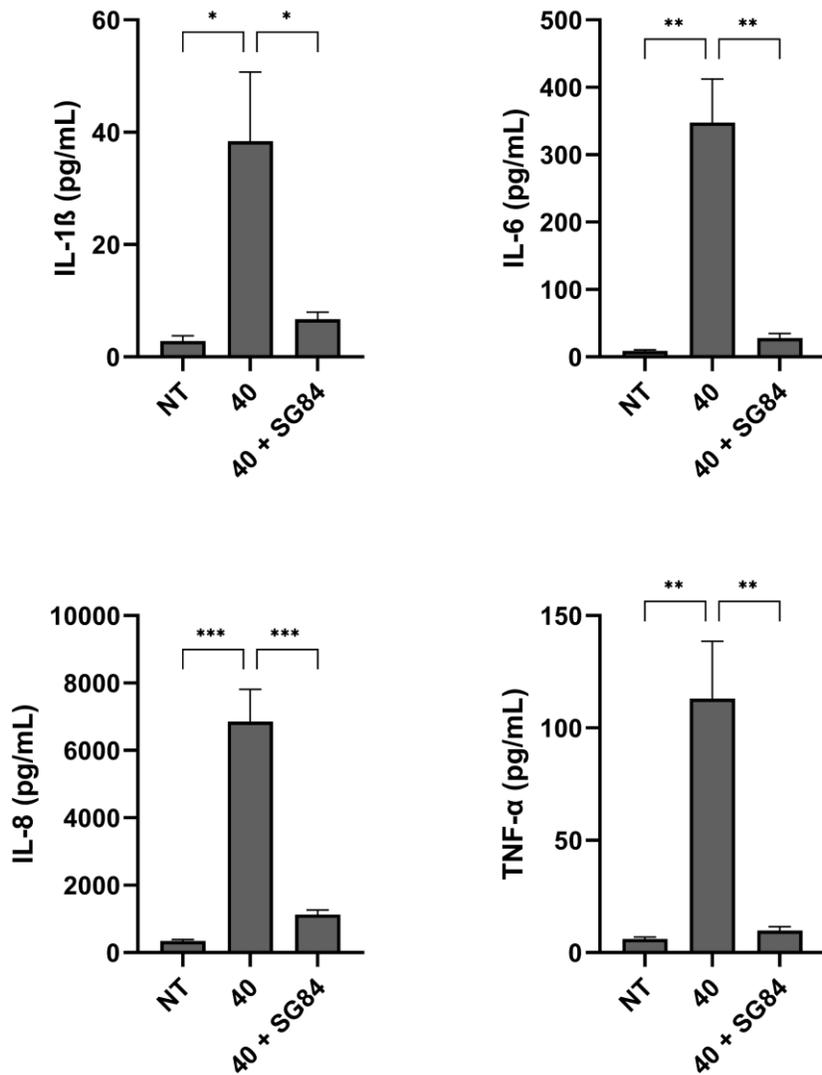 IL-1ß (pg/mL)
60
40
20
0
*
*
NT
40
40 + SG84
IL-6 (pg/mL)
500
400
300
200
100
0
**
**
NT
40
40 + SG84
IL-8 (pg/mL)
10000
8000
6000
4000
2000
0
***
***
NT
40
40 + SG84
TNF-α (pg/mL)
150
100
50
0
**
**
NT
40
40 + SG84